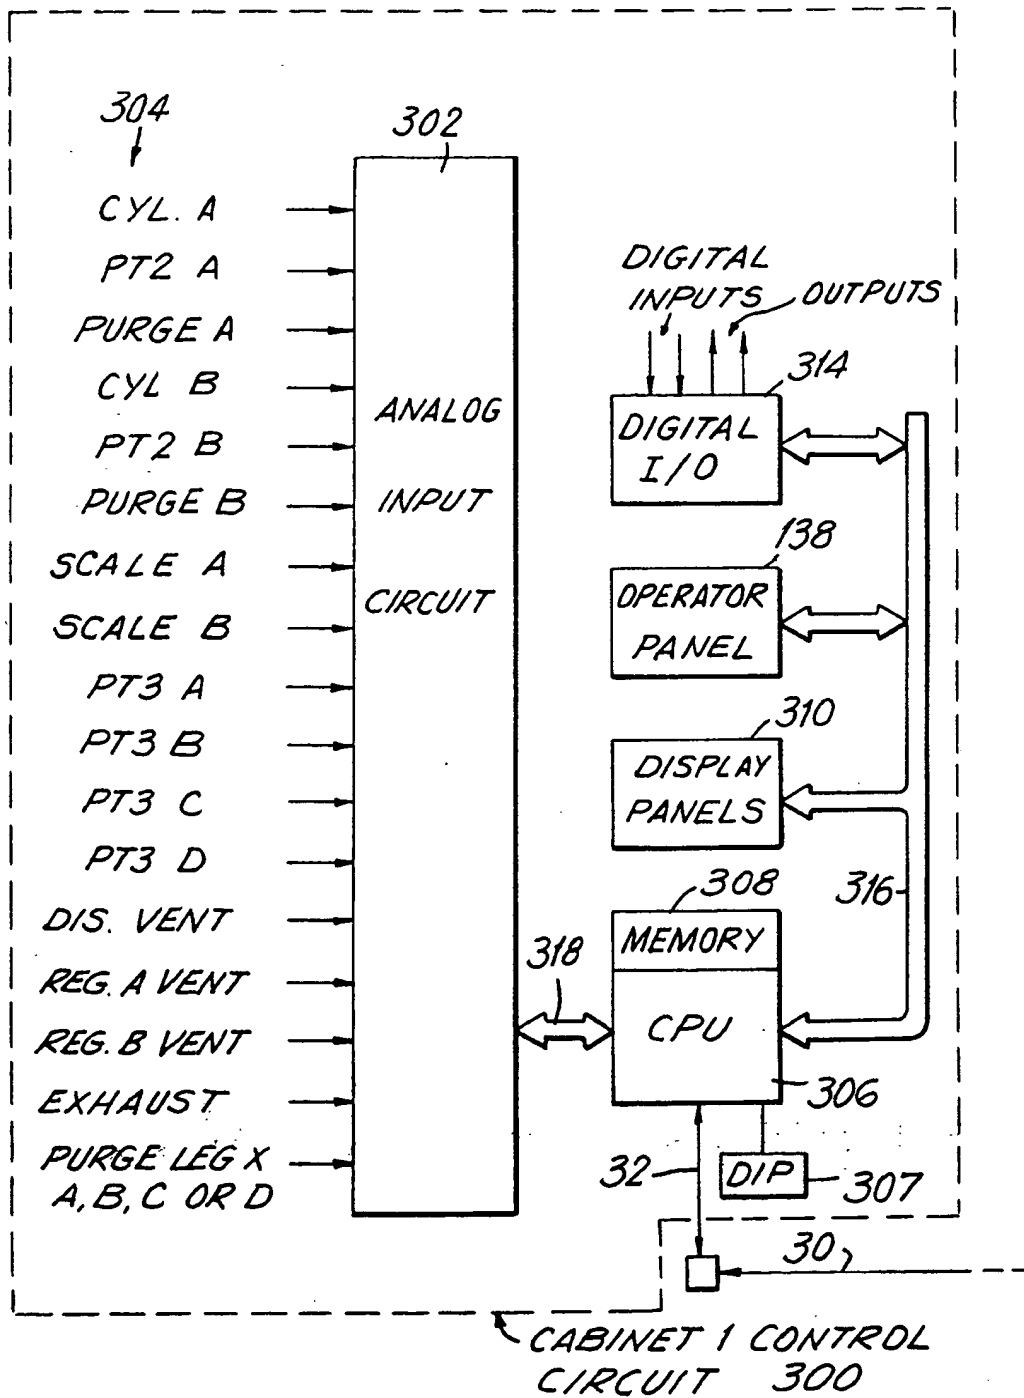 304
302
CYL. A
PT2 A
PURGE A
CYL B
PT2 B
PURGE B
SCALE A
SCALE B
PT3 A
PT3 B
PT3 C
PT3 D
DIS. VENT
REG. A VENT
REG. B VENT
EXHAUST
PURGE LEG X
A, B, C OR D
ANALOG
INPUT
CIRCUIT
DIGITAL
INPUTS
OUTPUTS
314
DIGITAL
I/O
138
OPERATOR
PANEL
310
DISPLAY
PANELS
316
308
MEMORY
318
CPU
306
32
DIP
307
30
CABINET 1 CONTROL
CIRCUIT 300